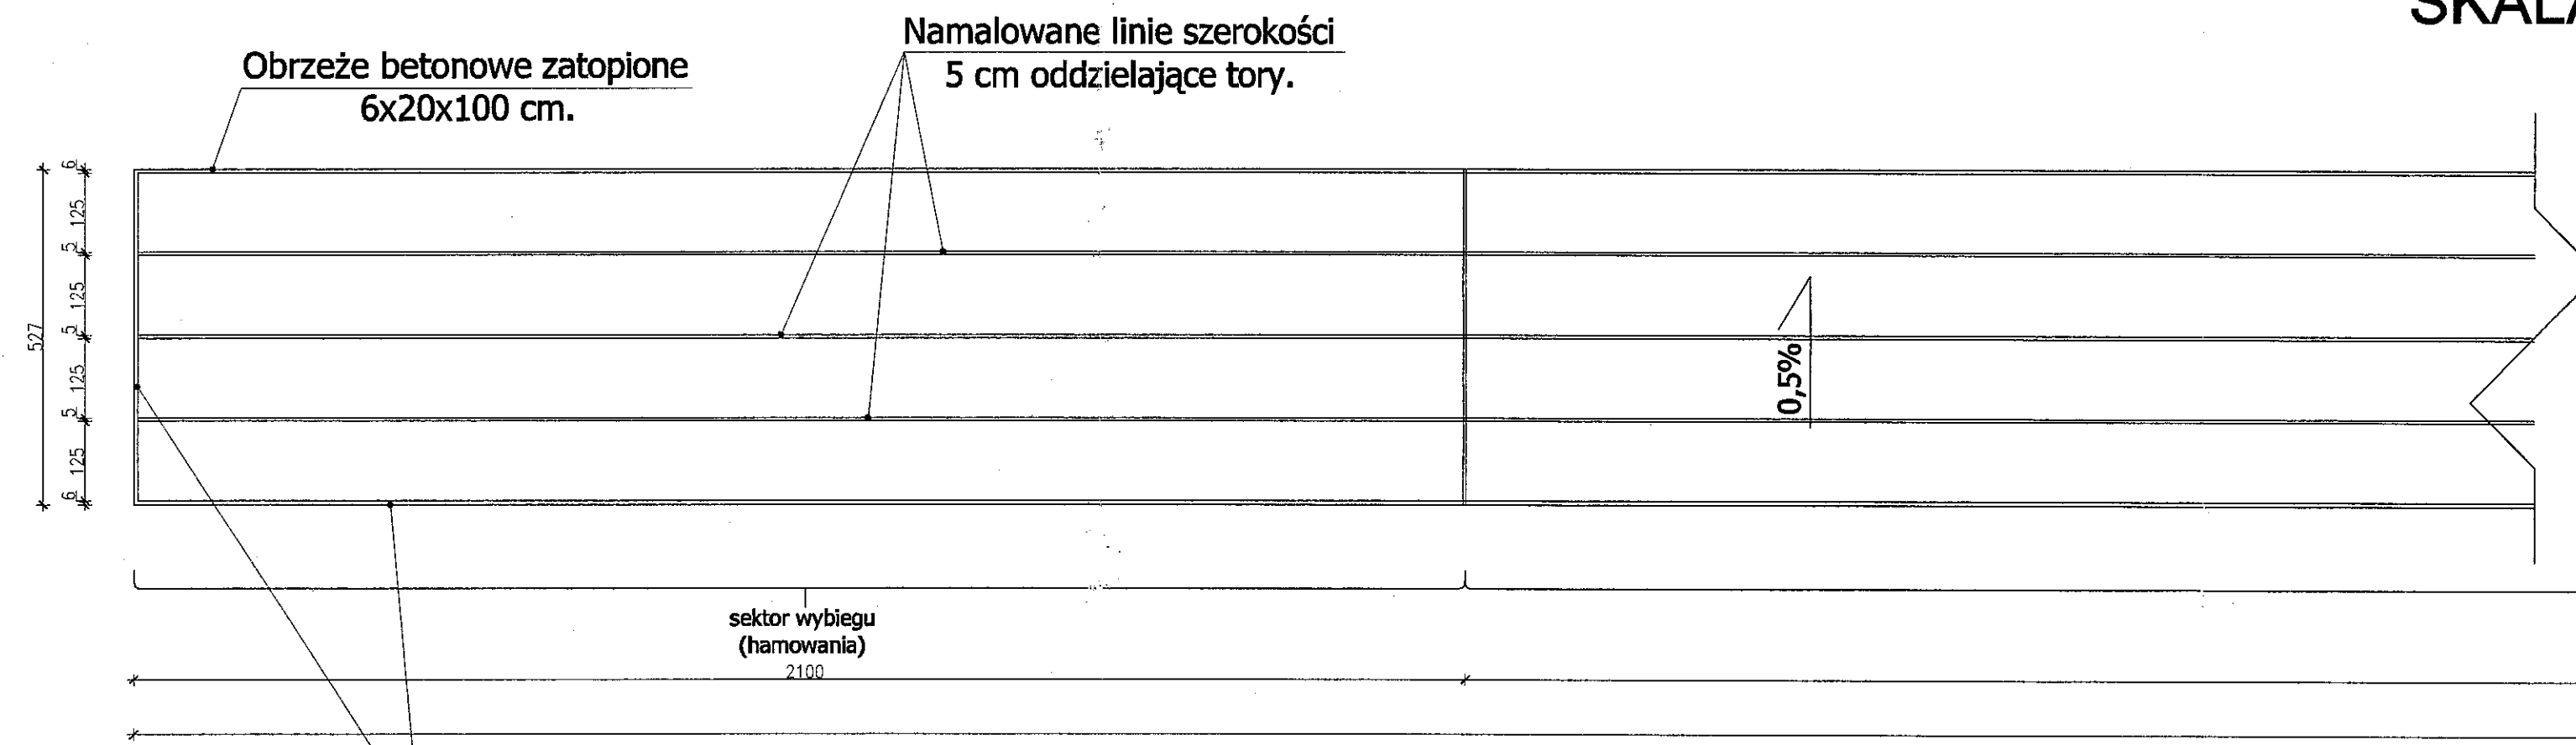 SKALA
Obrzeże betonowe zatopione
6x20x100 cm.
Namalowane linie szerokości
5 cm oddzielające tory.
6
125
5
125
5
125
5
125
6
527
0,5%
sektor wybiegu
(hamowania)
2100